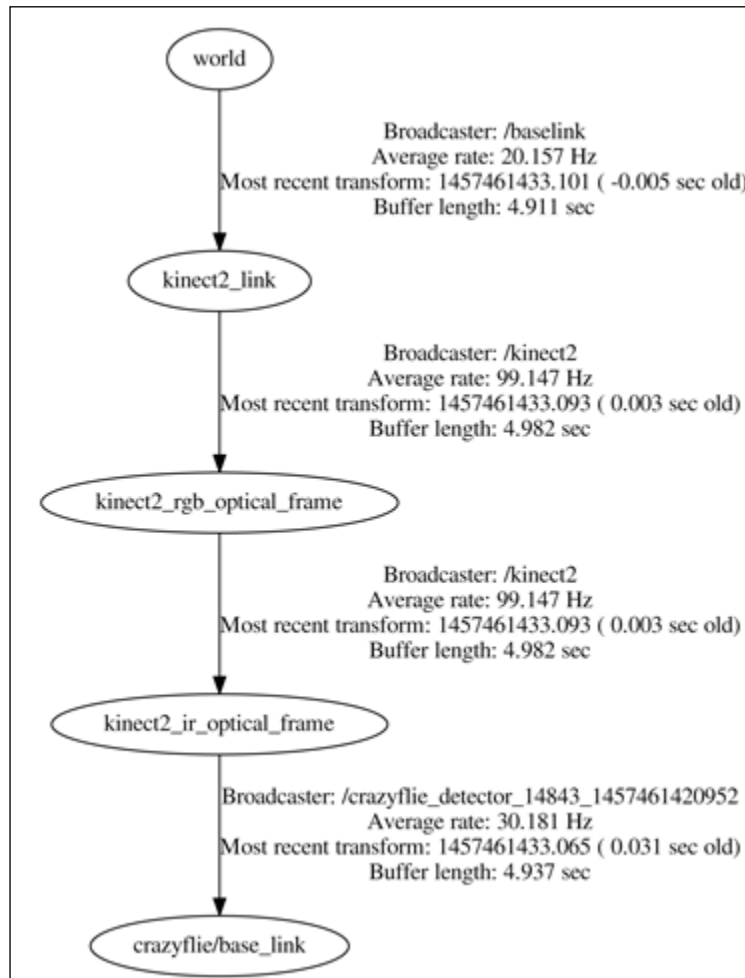 world
Broadcaster: /baselink
Average rate: 20.157 Hz
Most recent transform: 1457461433.101 ( -0.005 sec old)
Buffer length: 4.911 sec
kinect2_link
Broadcaster: /kinect2
Average rate: 99.147 Hz
Most recent transform: 1457461433.093 ( 0.003 sec old)
Buffer length: 4.982 sec
kinect2_rgb_optical_frame
Broadcaster: /kinect2
Average rate: 99.147 Hz
Most recent transform: 1457461433.093 ( 0.003 sec old)
Buffer length: 4.982 sec
kinect2_ir_optical_frame
Broadcaster: /crazyflie_detector_14843_1457461420952
Average rate: 30.181 Hz
Most recent transform: 1457461433.065 ( 0.031 sec old)
Buffer length: 4.937 sec
crazyflie/base_link